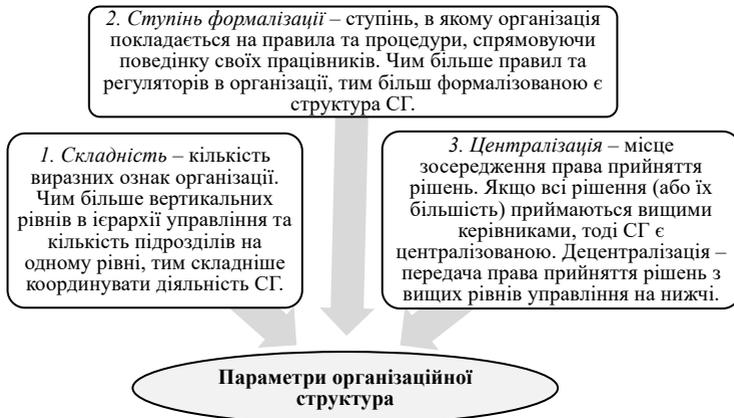 2. Ступінь формалізації – ступінь, в якому організація
покладається на правила та процедури, спрямовуючи
поведінку своїх працівників. Чим більше правил та
регуляторів в організації, тим більш формалізованою є
структура СГ.
1. Складність – кількість
виразних ознак організації.
Чим більше вертикальних
рівнів в ієрархії управління та
кількість підрозділів на
одному рівні, тим складніше
координувати діяльність СГ.
3. Централізація – місце
зосередження права прийняття
рішень. Якщо всі рішення (або їх
більшість) приймаються вищими
керівниками, тоді СГ є
централізованою. Децентралізація –
передача права прийняття рішень з
вищих рівнів управління на нижчі.
Параметри організаційної
структура